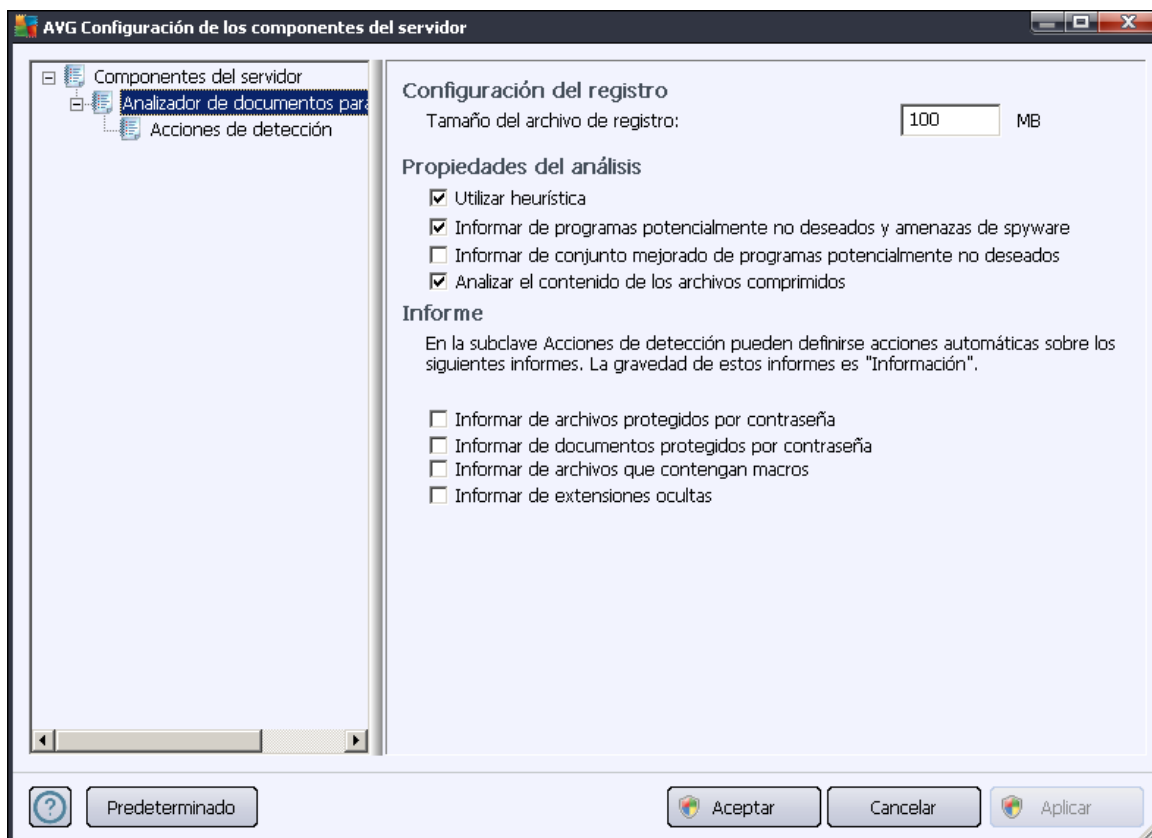 AVG Configuración de los componentes del servidor
Componentes del servidor
Analizador de documentos para
Acciones de detección
Configuración del registro
Tamaño del archivo de registro:
100
MB
Propiedades del análisis
Utilizar heurística
Informar de programas potencialmente no deseados y amenazas de spyware
Informar de conjunto mejorado de programas potencialmente no deseados
Analizar el contenido de los archivos comprimidos
Informe
En la subclave Acciones de detección pueden definirse acciones automáticas sobre los
siguientes informes. La gravedad de estos informes es "Información".
Informar de archivos protegidos por contraseña
Informar de documentos protegidos por contraseña
Informar de archivos que contengan macros
Informar de extensiones ocultas
Predeterminado
Aceptar
Cancelar
Aplicar